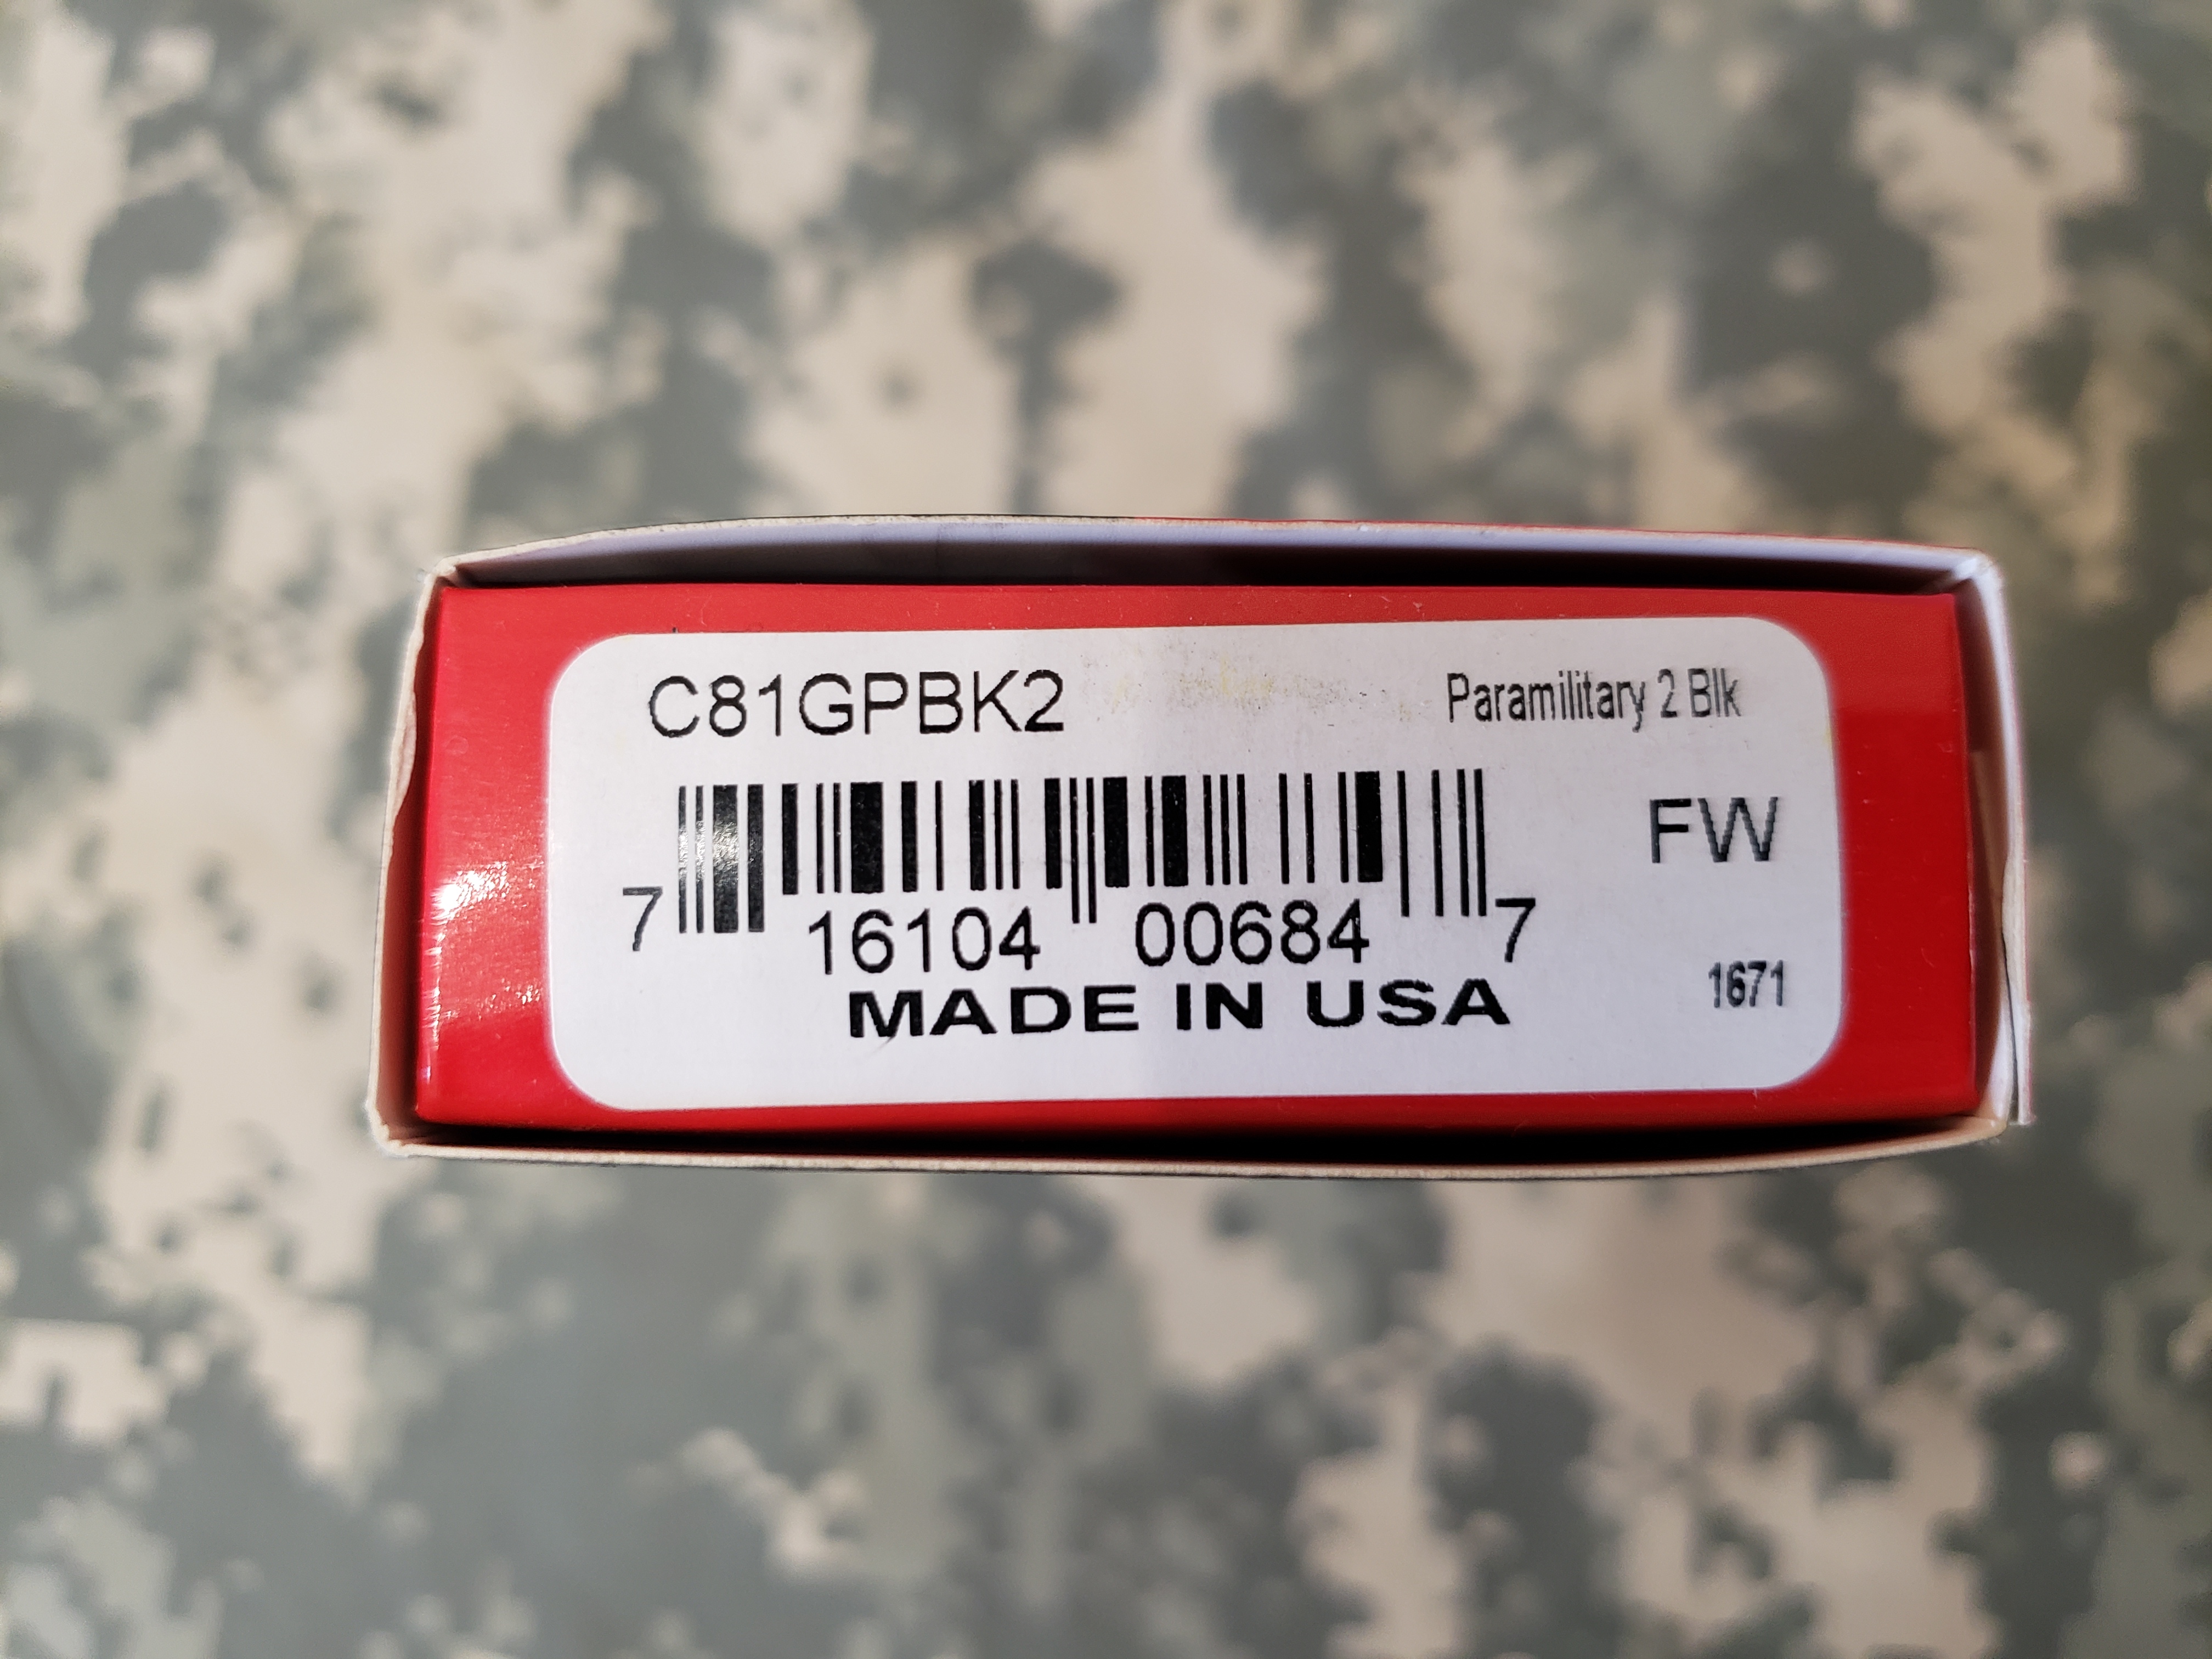 C81GPBK2 Paramilitary 2 Blk
FW
7 16104 00684 7
MADE IN USA
1671